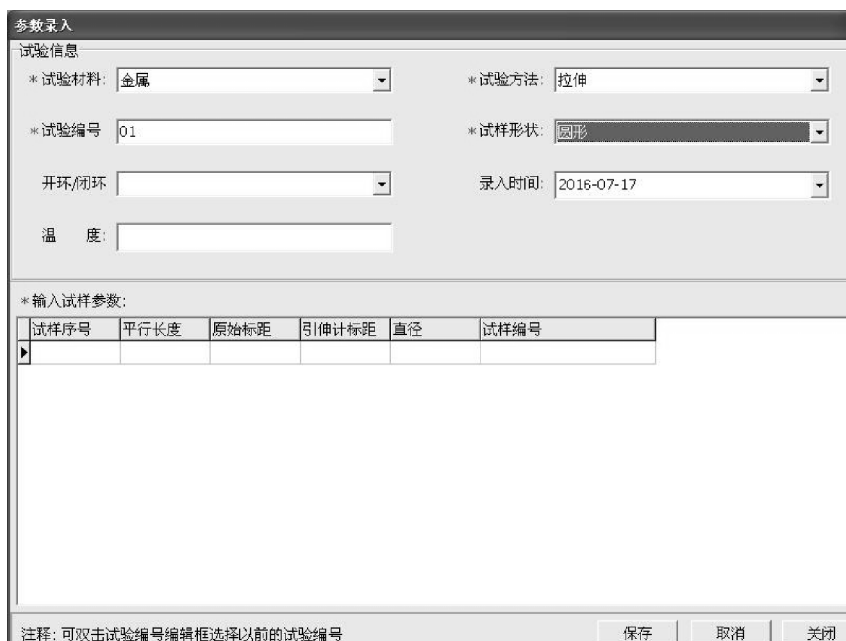 参数录入
试验信息
*试验材料: 金属 *试验方法: 拉伸
*试验编号 01 *试样形状: 圆形
开环/闭环 录入时间: 2016-07-17
温 度:
*输入试样参数:
试样序号 平行长度 原始标距 引伸计标距 直径 试样编号
注释: 可双击试验编号编辑框选择以前的试验编号 保存 取消 关闭